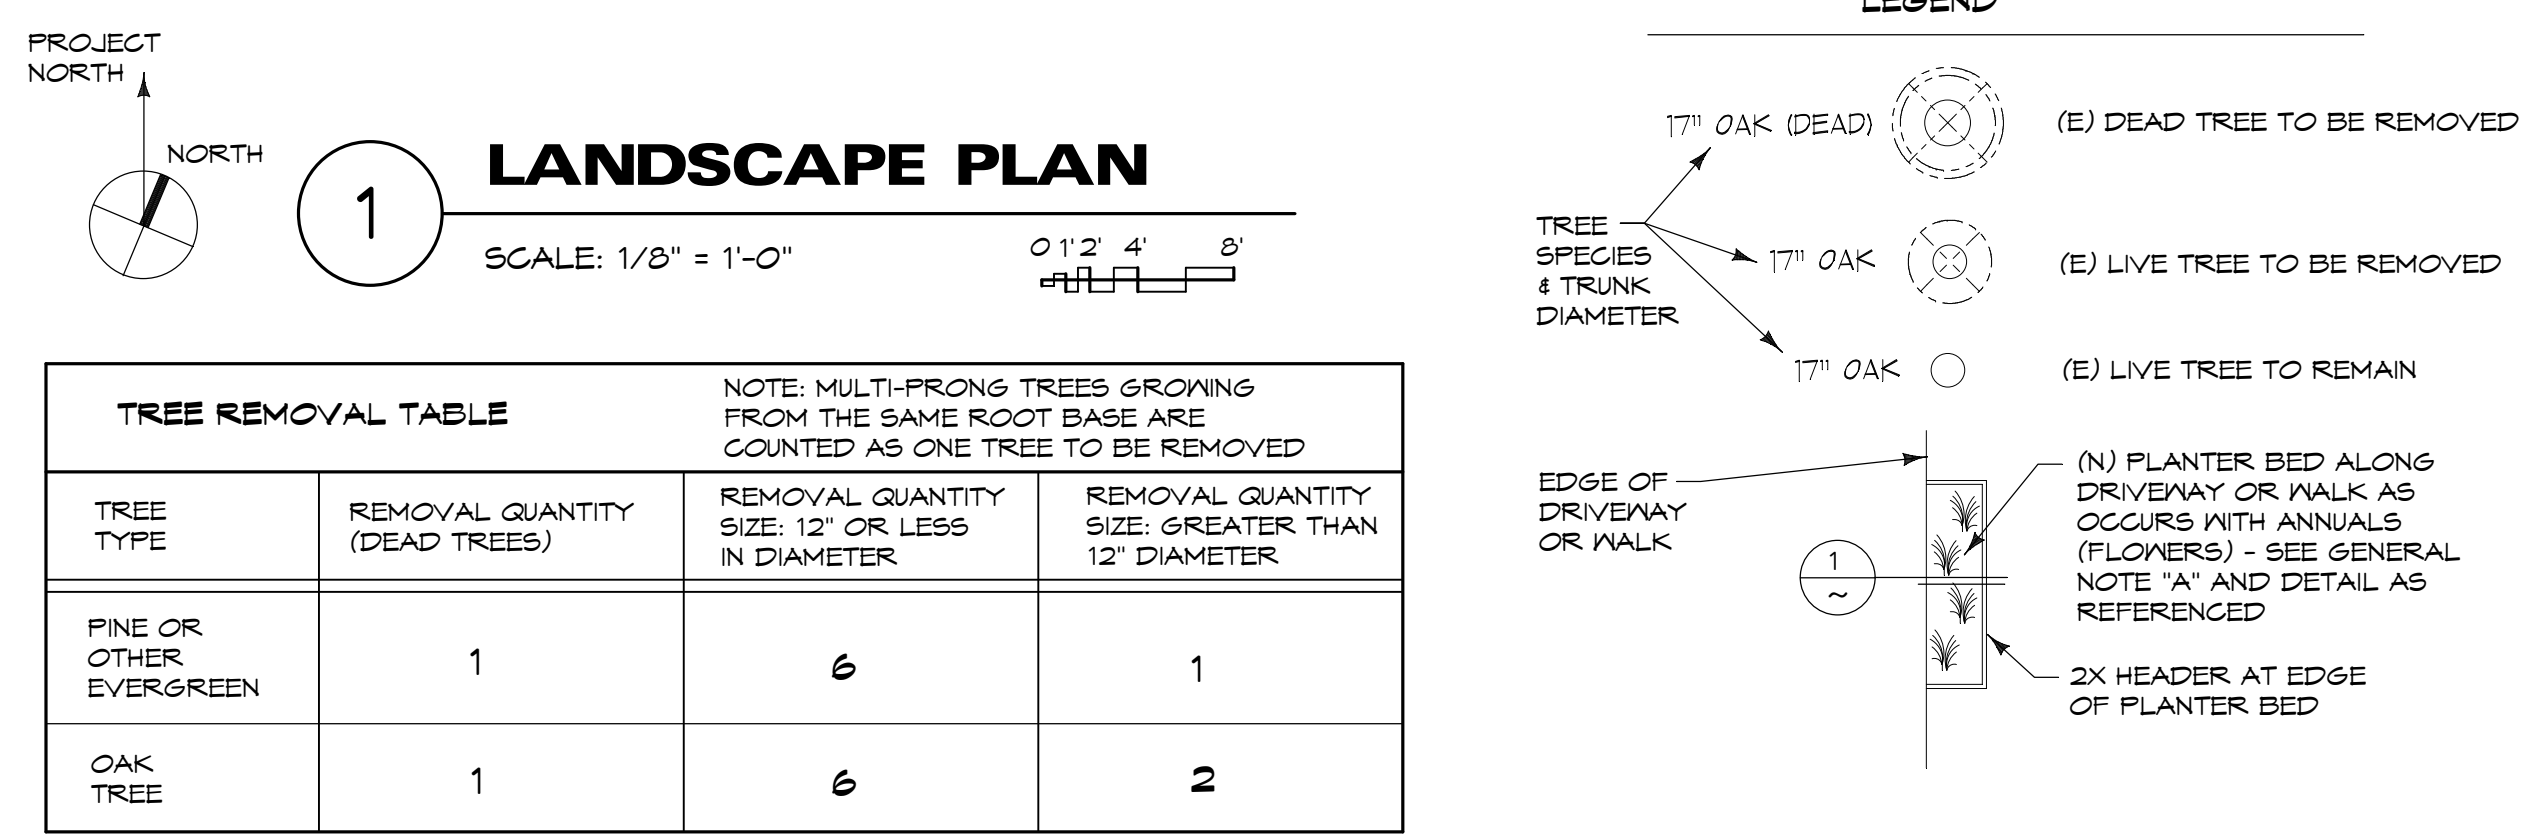 PROJECT
NORTH
NORTH
1
LANDSCAPE PLAN
SCALE: 1/8" = 1'-0"
0 1' 2' 4' 8'
TREE REMOVAL TABLE
NOTE: MULTI-PRONG TREES GROWING
FROM THE SAME ROOT BASE ARE
COUNTED AS ONE TREE TO BE REMOVED
TREE
TYPE
REMOVAL QUANTITY
(DEAD TREES)
REMOVAL QUANTITY
SIZE: 12" OR LESS
IN DIAMETER
REMOVAL QUANTITY
SIZE: GREATER THAN
12" DIAMETER
PINE OR
OTHER
EVERGREEN
1
6
1
OAK
TREE
1
6
2
LEGEND
17" OAK (DEAD)
(E) DEAD TREE TO BE REMOVED
TREE
SPECIES
& TRUNK
DIAMETER
17" OAK
(E) LIVE TREE TO BE REMOVED
17" OAK
(E) LIVE TREE TO REMAIN
EDGE OF
DRIVEWAY
OR WALK
1
~
(N) PLANTER BED ALONG
DRIVEWAY OR WALK AS
OCCURS WITH ANNUALS
(FLOWERS) - SEE GENERAL
NOTE "A" AND DETAIL AS
REFERENCED
2X HEADER AT EDGE
OF PLANTER BED